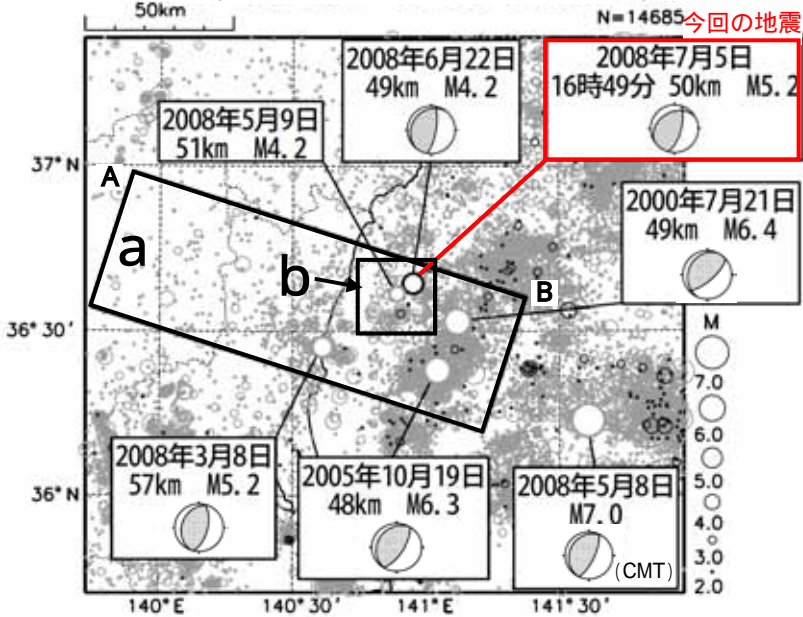 50km
N=14685
今回の地震
2008年6月22日
49km M4.2
2008年7月5日
16時49分 50km M5.2
2008年5月9日
51km M4.2
37°N
A
a
2000年7月21日
49km M6.4
b
B
36°30'
M
7.0
6.0
5.0
4.0
3.0
2.0
2008年3月8日
57km M5.2
2005年10月19日
48km M6.3
2008年5月8日
M7.0
(CMT)
36°N
140°E
140°30'
141°E
141°30'